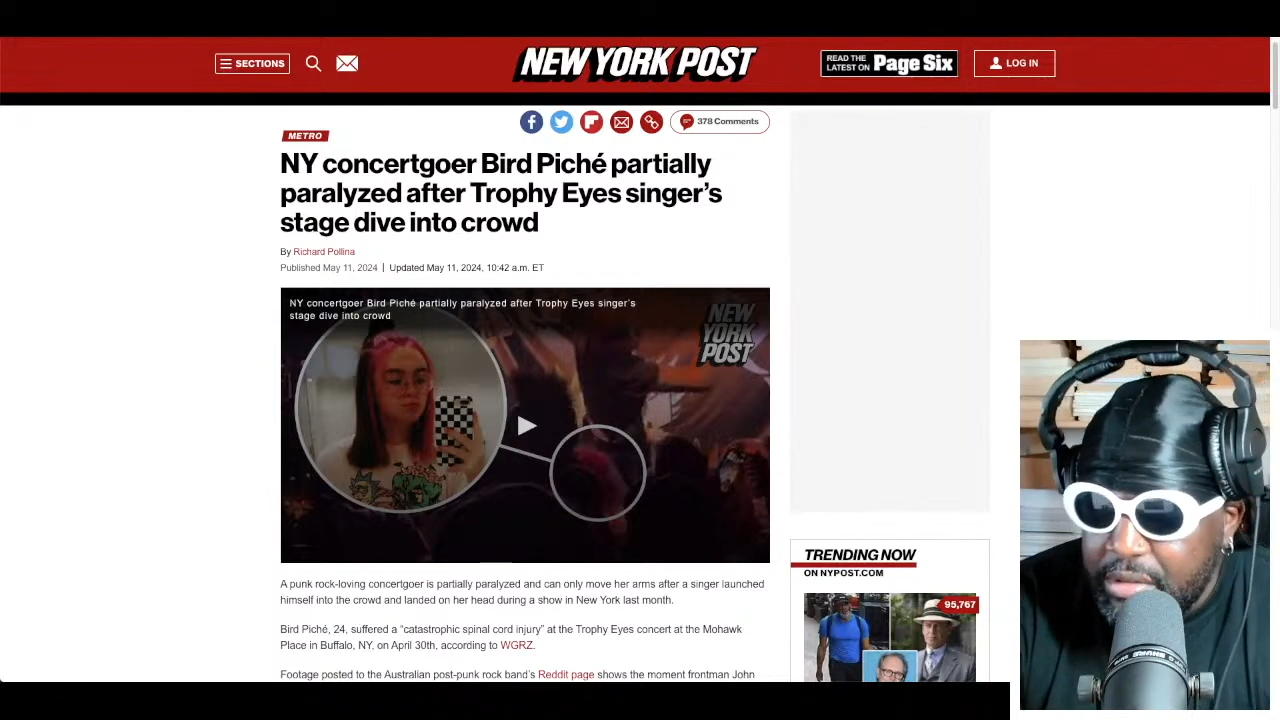 SECTIONS
NEW YORK POST
READ THE LATEST ON Page Six
LOG IN
378 Comments
METRO
NY concertgoer Bird Piché partially
paralyzed after Trophy Eyes singer's
stage dive into crowd
By Richard Pollina
Published May 11, 2024 | Updated May 11, 2024, 10:42 a.m. ET
NY concertgoer Bird Piché partially paralyzed after Trophy Eyes singer's
stage dive into crowd
NEW
YORK
POST
A punk rock-loving concertgoer is partially paralyzed and can only move her arms after a singer launched
himself into the crowd and landed on her head during a show in New York last month.
Bird Piché, 24, suffered a “catastrophic spinal cord injury” at the Trophy Eyes concert at the Mohawk
Place in Buffalo, NY, on April 30th, according to WGRZ.
Footage posted to the Australian post-punk rock band's Reddit page shows the moment frontman John
TRENDING NOW
ON NYPOST.COM
95,767
SHURE